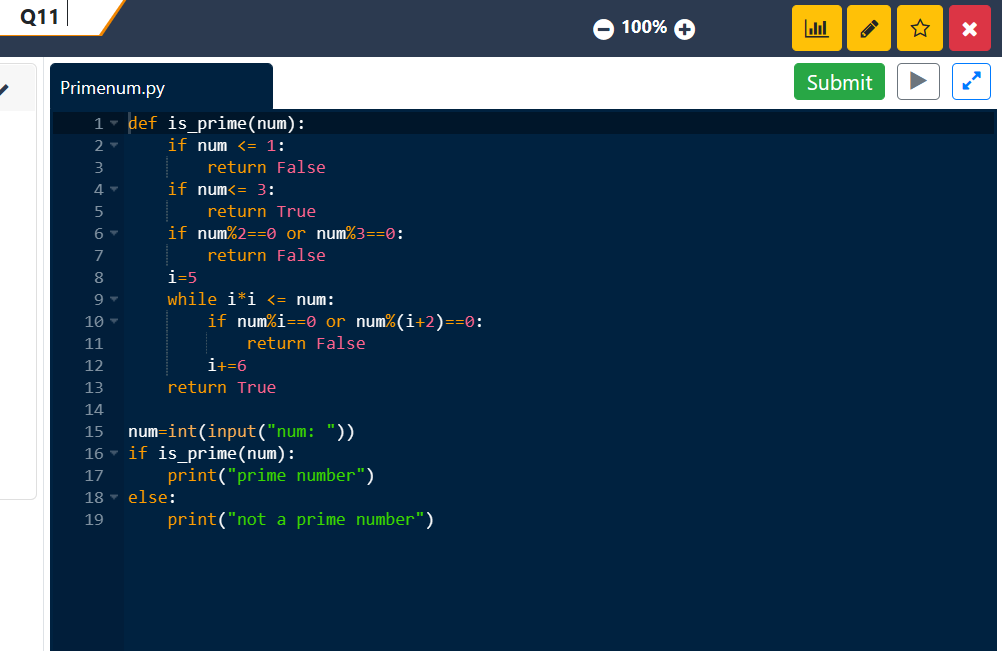 Q11
100%
Submit
Primenum.py
1 def is_prime(num):
2     if num <= 1:
3         return False
4     if num<= 3:
5         return True
6     if num%2==0 or num%3==0:
7         return False
8     i=5
9     while i*i <= num:
10         if num%i==0 or num%(i+2)==0:
11             return False
12         i+=6
13     return True
14
15 num=int(input("num: "))
16 if is_prime(num):
17     print("prime number")
18 else:
19     print("not a prime number")